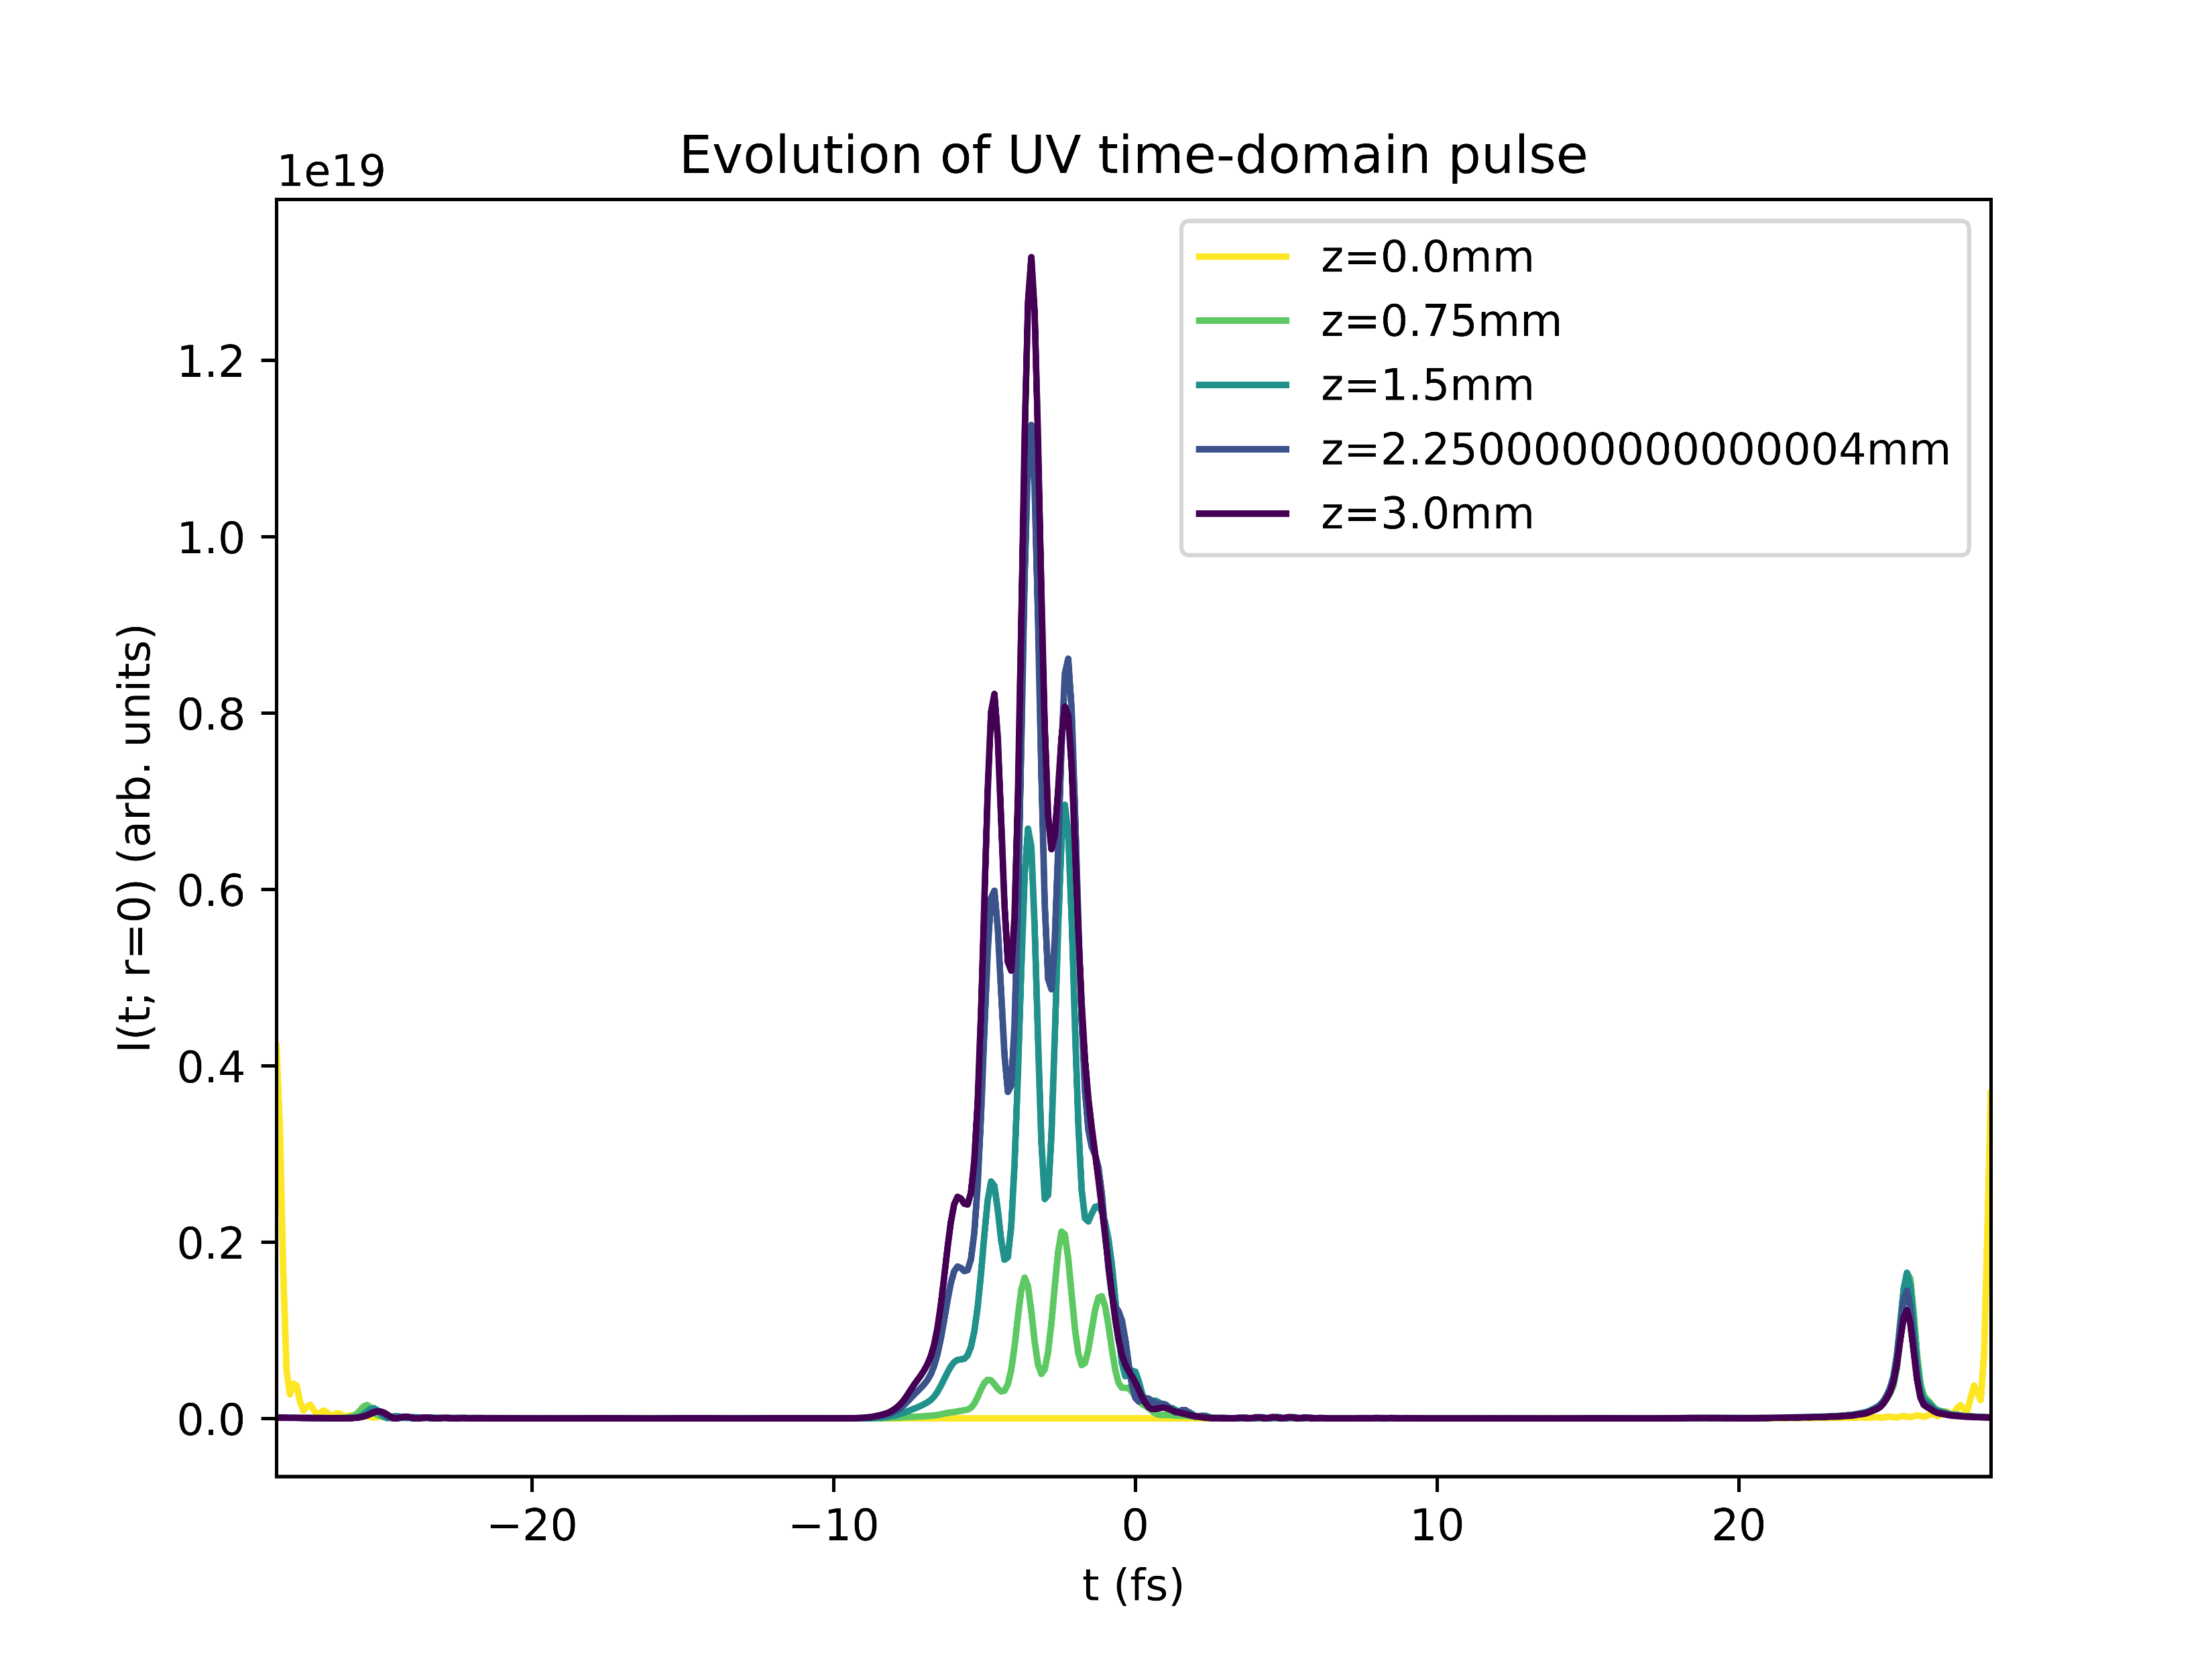 Evolution of UV time-domain pulse
1e19
z=0.0mm
z=0.75mm
z=1.5mm
z=2.2500000000000004mm
z=3.0mm
1.2
1.0
0.8
0.6
0.4
0.2
0.0
I(t; r=0) (arb. units)
−20
−10
0
10
20
t (fs)